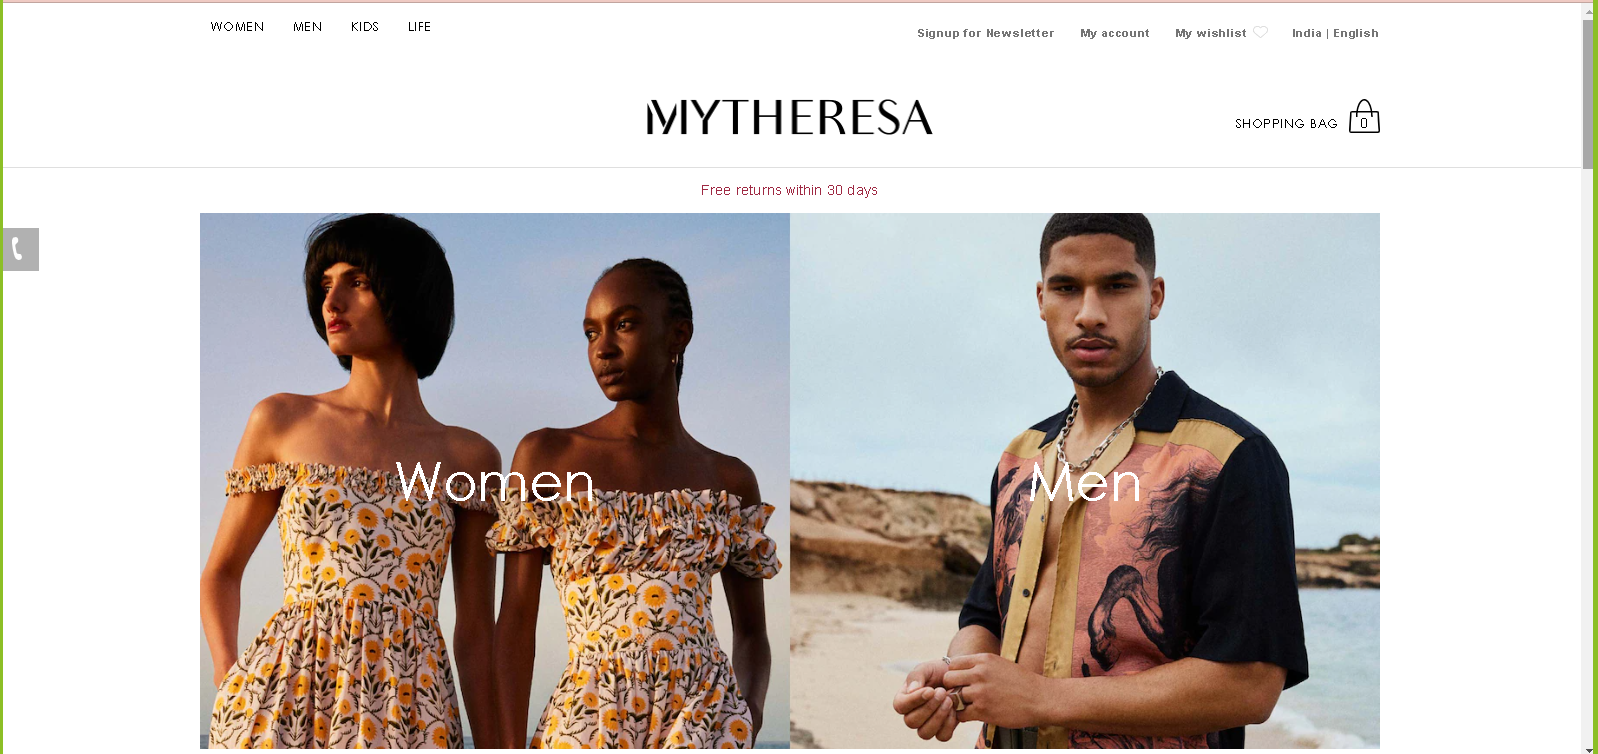 WOMEN MEN KIDS LIFE
Signup for Newsletter My account My wishlist India | English
MYTHERESA
SHOPPING BAG 0
Free returns within 30 days
Women
Men